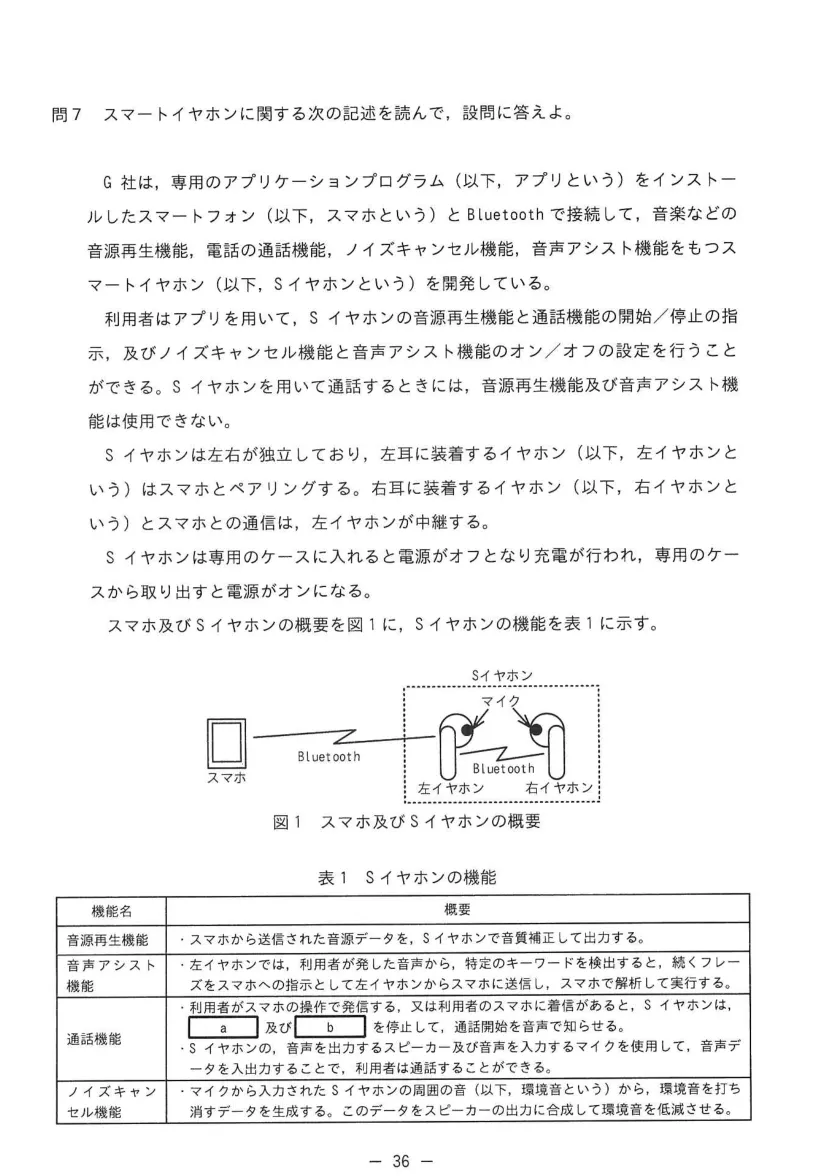 問7 スマートイヤホンに関する次の記述を読んで，設問に答えよ。
G 社は，専用のアプリケーションプログラム（以下，アプリという）をインストー
ルしたスマートフォン（以下，スマホという）と Bluetooth で接続して，音楽などの
音源再生機能，電話の通話機能，ノイズキャンセル機能，音声アシスト機能をもつス
マートイヤホン（以下，S イヤホンという）を開発している。
利用者はアプリを用いて，S イヤホンの音源再生機能と通話機能の開始／停止の指
示，及びノイズキャンセル機能と音声アシスト機能のオン／オフの設定を行うこと
ができる。S イヤホンを用いて通話するときには，音源再生機能及び音声アシスト機
能は使用できない。
S イヤホンは左右が独立しており，左耳に装着するイヤホン（以下，左イヤホンと
いう）はスマホとペアリングする。右耳に装着するイヤホン（以下，右イヤホンと
いう）とスマホとの通信は，左イヤホンが中継する。
S イヤホンは専用のケースに入れると電源がオフとなり充電が行われ，専用のケー
スから取り出すと電源がオンになる。
スマホ及び S イヤホンの概要を図 1 に，S イヤホンの機能を表 1 に示す。
Sイヤホン
マイク
Bluetooth
Bluetooth
スマホ
左イヤホン 右イヤホン
図 1 スマホ及び S イヤホンの概要
表 1 S イヤホンの機能
機能名 概要
音源再生機能 ・スマホから送信された音源データを，S イヤホンで音質補正して出力する。
音声アシスト ・左イヤホンでは，利用者が発した音声から，特定のキーワードを検出すると，続くフレー
機能 ズをスマホへの指示として左イヤホンからスマホに送信し，スマホで解析して実行する。
・利用者がスマホの操作で発信する，又は利用者のスマホに着信があると，S イヤホンは，
a 及び b を停止して，通話開始を音声で知らせる。
通話機能
・S イヤホンの，音声を出力するスピーカー及び音声を入力するマイクを使用して，音声デ
ータを入出力することで，利用者は通話することができる。
ノイズキャン ・マイクから入力された S イヤホンの周囲の音（以下，環境音という）から，環境音を打ち
セル機能 消すデータを生成する。このデータをスピーカーの出力に合成して環境音を低減させる。
－ 36 －